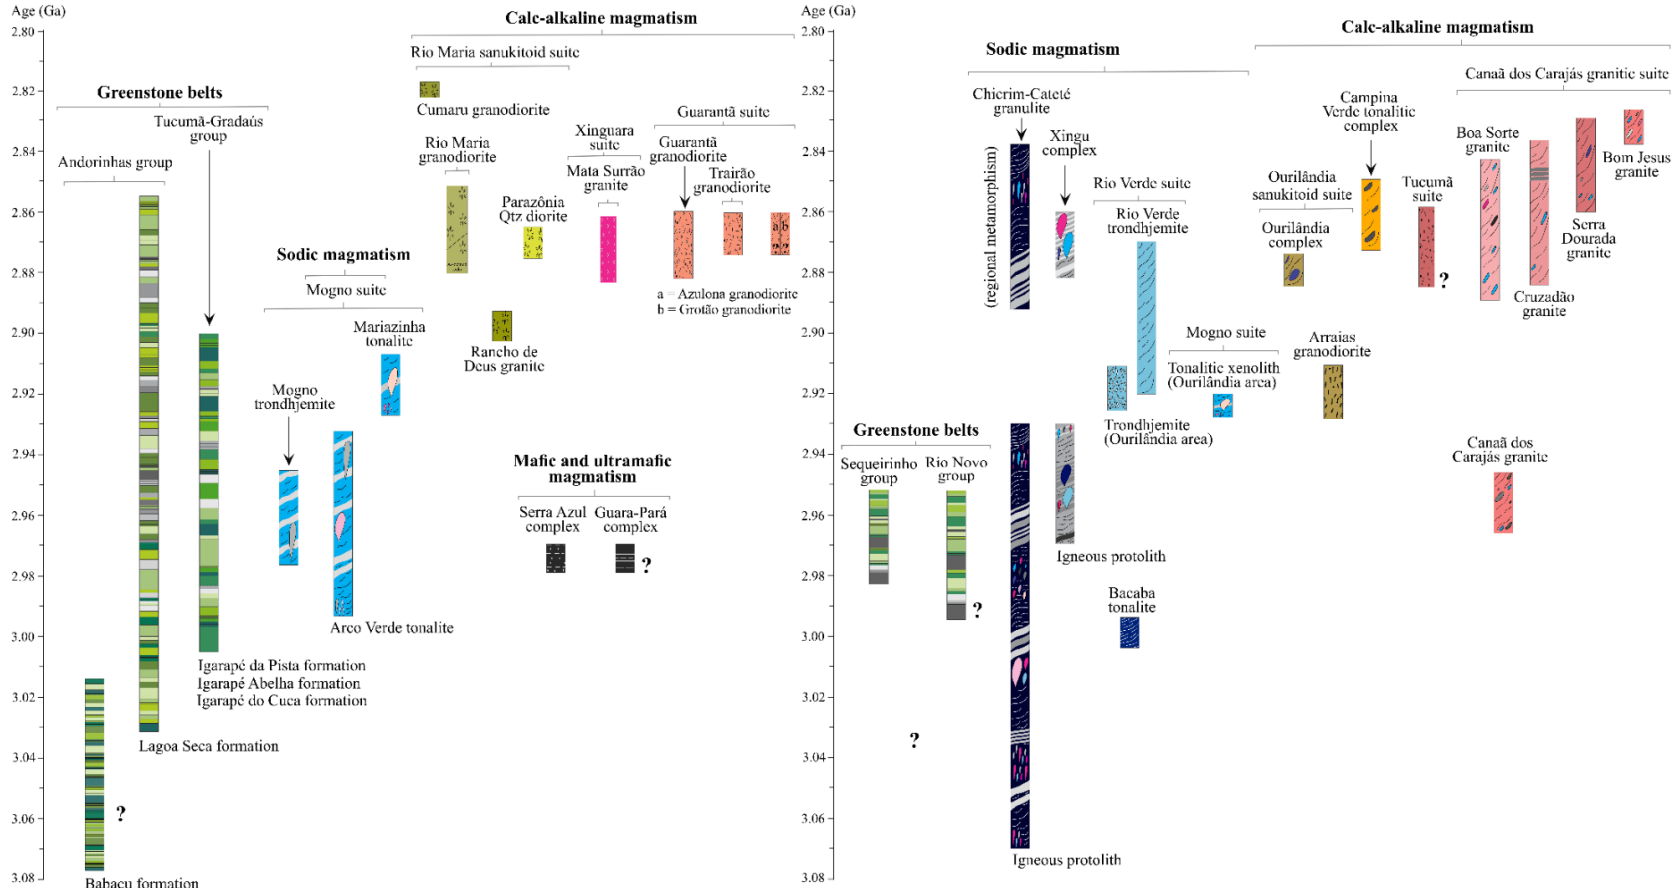 Age (Ga)
2.80
2.82
2.84
2.86
2.88
2.90
2.92
2.94
2.96
2.98
3.00
3.02
3.04
3.06
3.08
Greenstone belts
Tucumã-Gradaús
group
Andorinhas group
Igarapé da Pista formation
Igarapé Abelha formation
Igarapé do Cuca formation
Lagoa Seca formation
?
Babaçu formation
Sodic magmatism
Mogno suite
Mariazinha
tonalite
Mogno
trondhjemite
Arco Verde tonalite
Calc-alkaline magmatism
Rio Maria sanukitoid suite
Cumaru granodiorite
Rio Maria
granodiorite
Parazônia
Qtz diorite
Rancho de
Deus granite
Xinguara
suite
Mata Surrão
granite
Guarantã suite
Guarantã
granodiorite
Trairão
granodiorite
a b
? ?
a = Azulona granodiorite
b = Grotão granodiorite
Mafic and ultramafic
magmatism
Serra Azul
complex
Guara-Pará
complex
?
Age (Ga)
2.80
2.82
2.84
2.86
2.88
2.90
2.92
2.94
2.96
2.98
3.00
3.02
3.04
3.06
3.08
Greenstone belts
Sequeirinho
group
Rio Novo
group
?
?
Sodic magmatism
Chicrim-Cateté
granulite
(regional metamorphism)
Xingu
complex
Rio Verde suite
Rio Verde
trondhjemite
Trondhjemite
(Ourilândia area)
Mogno suite
Tonalitic xenolith
(Ourilândia area)
Igneous protolith
Bacaba
tonalite
Igneous protolith
Calc-alkaline magmatism
Canaã dos Carajás granitic suite
Campina
Verde tonalitic
complex
Ourilândia
sanukitoid suite
Ourilândia
complex
Tucumã
suite
?
Arraias
granodiorite
Boa Sorte
granite
Cruzadão
granite
Serra
Dourada
granite
Bom Jesus
granite
Canaã dos
Carajás granite